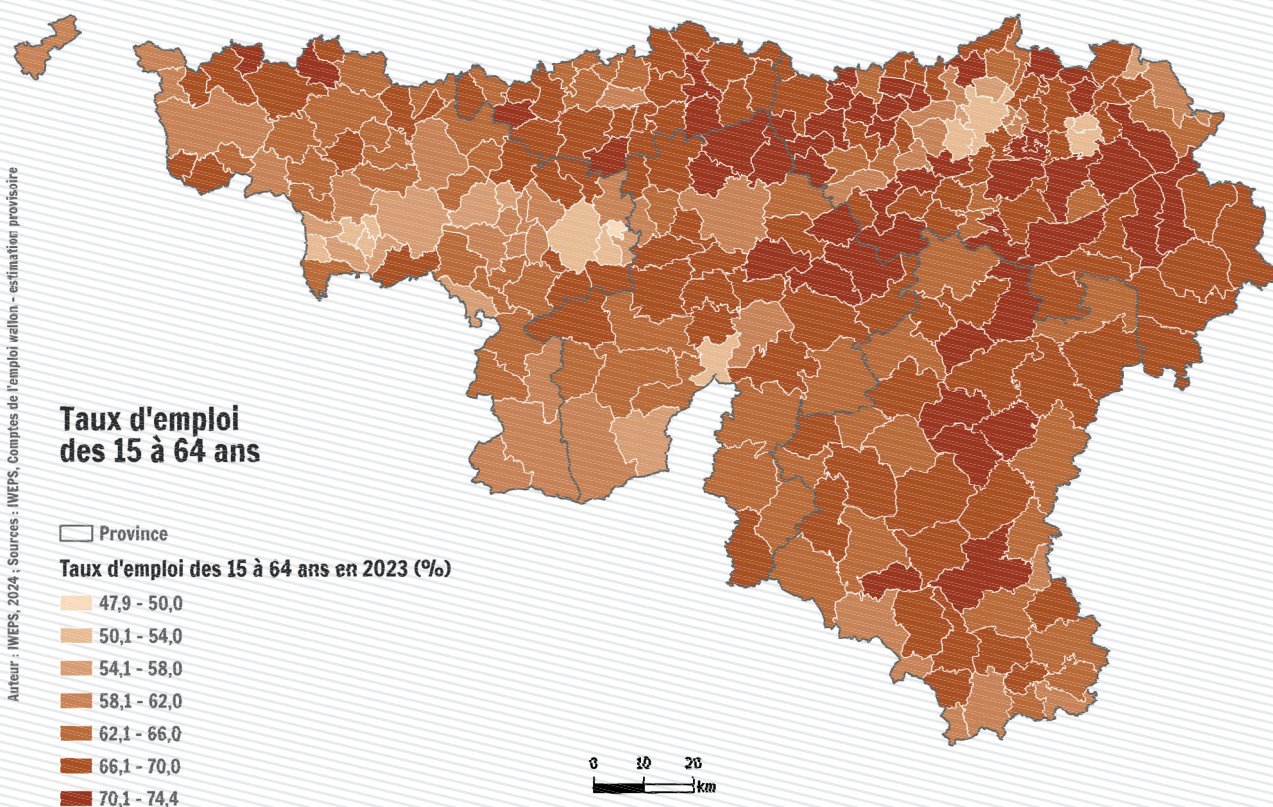 Taux d'emploi
des 15 à 64 ans
Province
Taux d'emploi des 15 à 64 ans en 2023 (%)
47,9 - 50,0
50,1 - 54,0
54,1 - 58,0
58,1 - 62,0
62,1 - 66,0
66,1 - 70,0
70,1 - 74,4
0 10 20
km
Auteur : IWEPS, 2024 ; Sources : IWEPS, Comptes de l'emploi wallon - estimation provisoire